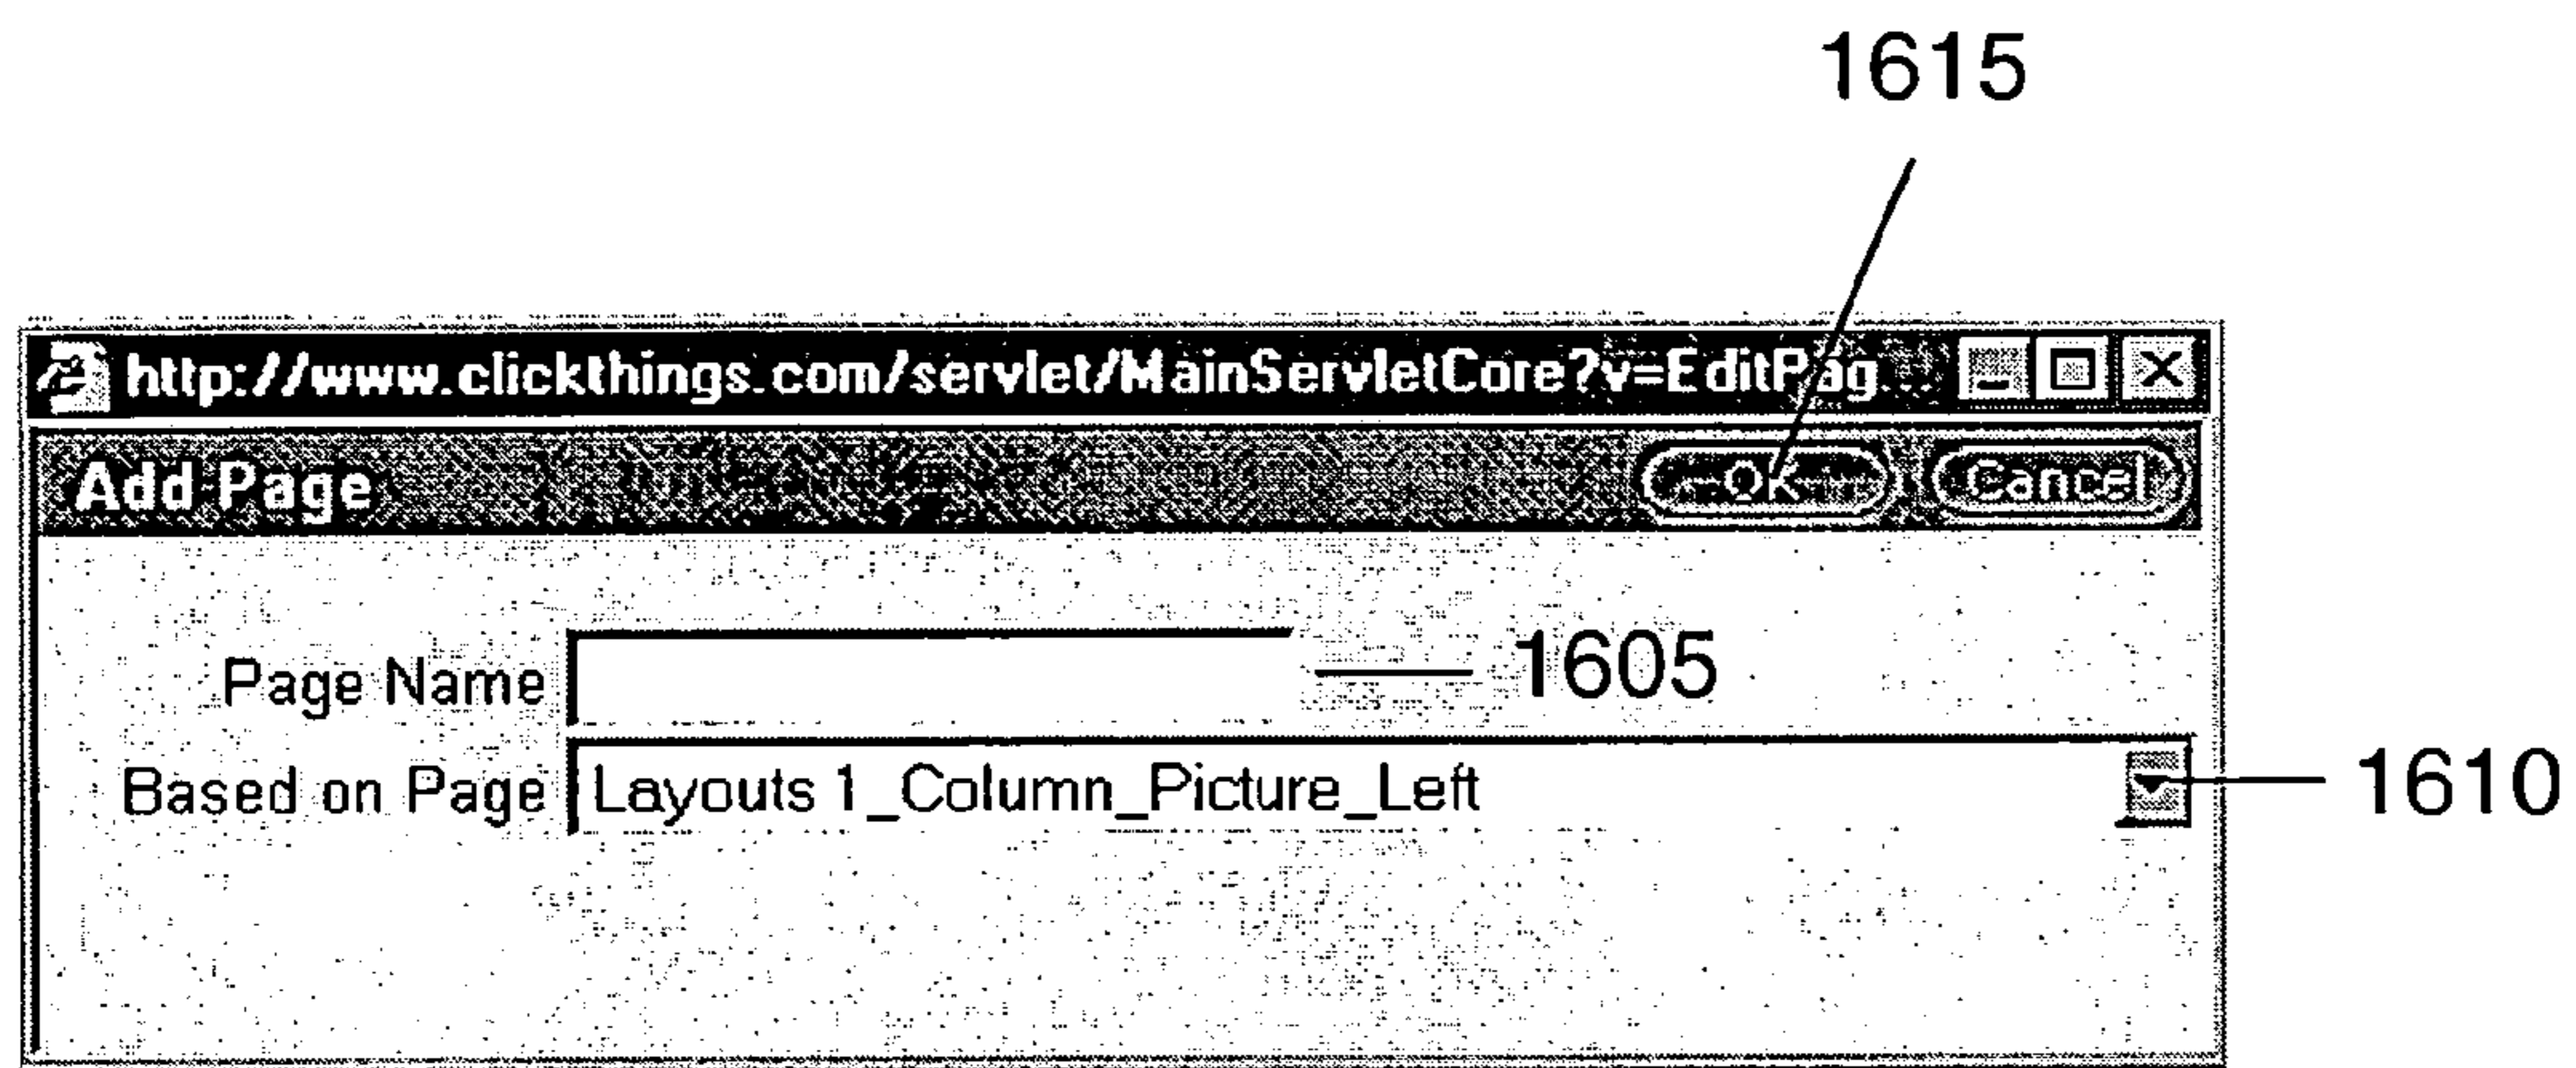 1615
http://www.clickthings.com/servlet/MainServletCore?v=EditPag...
Add Page OK Cancel
Page Name 1605
Based on Page Layouts 1_Column_Picture_Left 1610